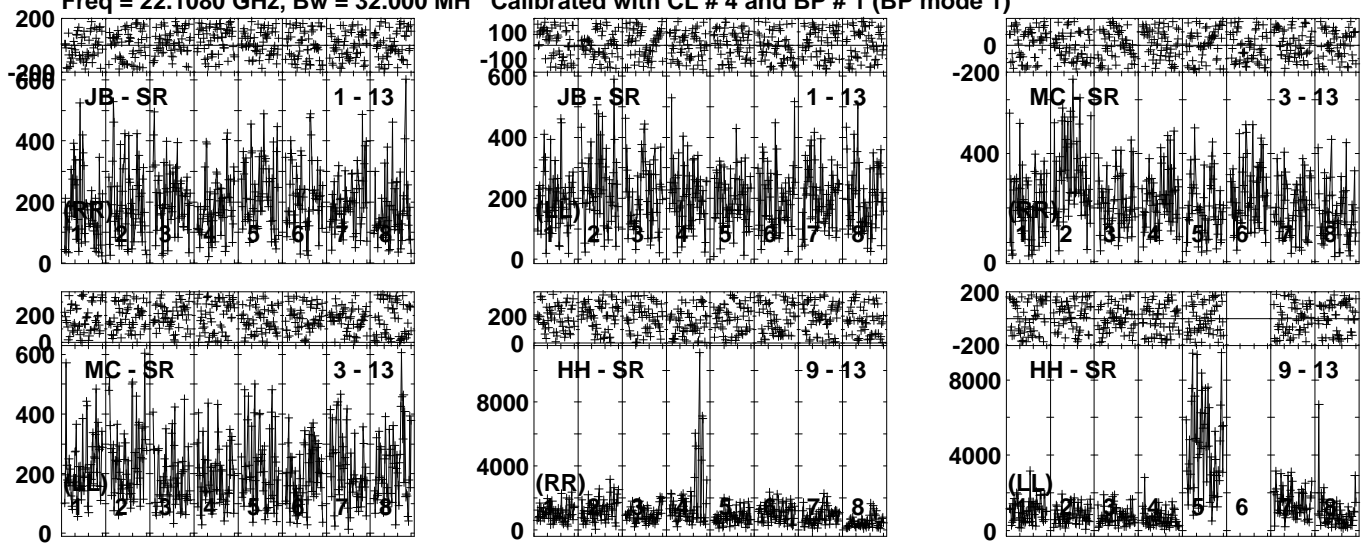 Freq = 22.1080 GHz, Bw = 32.000 MH Calibrated with CL # 4 and BP # 1 (BP mode 1)
200
-200
600
400
200
0
JB - SR 1 - 13
(RR)
1 2 3 4 5 6 7 8
100
-100
600
400
200
0
JB - SR 1 - 13
(LL)
1 2 3 4 5 6 7 8
0
-200
400
0
MC - SR 3 - 13
(RR)
1 2 3 4 5 6 7 8
200
0
600
400
200
0
MC - SR 3 - 13
(LL)
1 2 3 4 5 6 7 8
200
0
8000
4000
0
HH - SR 9 - 13
(RR)
1 2 3 4 5 6 7 8
200
-200
8000
4000
0
HH - SR 9 - 13
(LL)
1 2 3 4 5 6 7 8